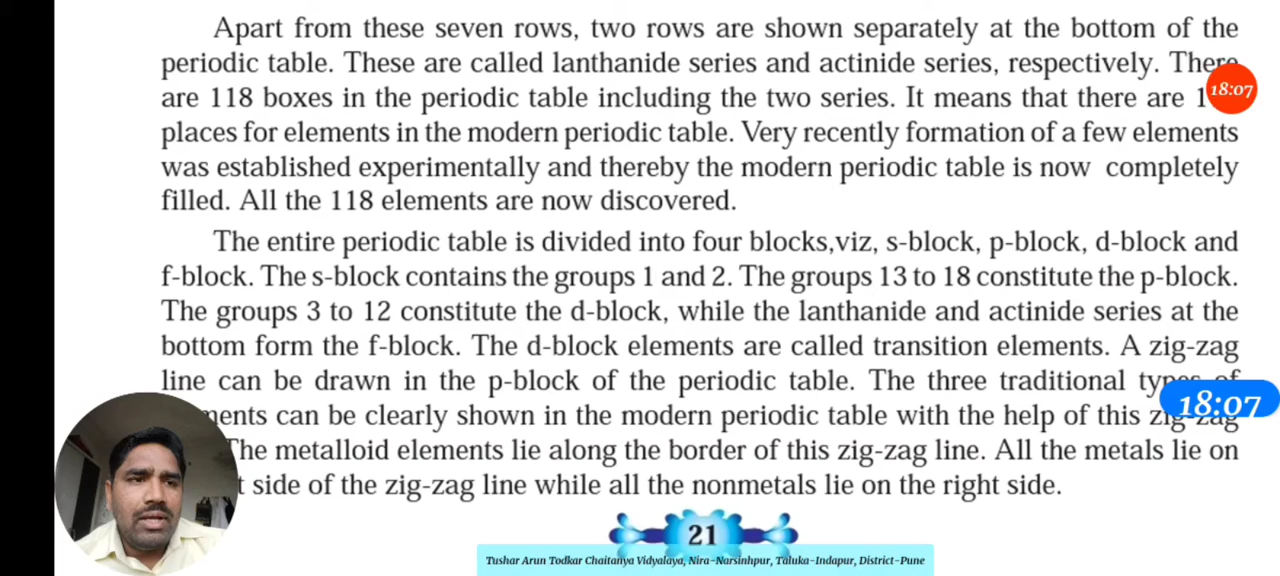 Apart from these seven rows, two rows are shown separately at the bottom of the
periodic table. These are called lanthanide series and actinide series, respectively. There
are 118 boxes in the periodic table including the two series. It means that there are
18:07
places for elements in the modern periodic table. Very recently formation of a few elements
was established experimentally and thereby the modern periodic table is now completely
filled. All the 118 elements are now discovered.
The entire periodic table is divided into four blocks,viz, s-block, p-block, d-block and
f-block. The s-block contains the groups 1 and 2. The groups 13 to 18 constitute the p-block.
The groups 3 to 12 constitute the d-block, while the lanthanide and actinide series at the
bottom form the f-block. The d-block elements are called transition elements. A zig-zag
line can be drawn in the p-block of the periodic table. The three traditional types of
18:07
can be clearly shown in the modern periodic table with the help of this zig-zag
The metalloid elements lie along the border of this zig-zag line. All the metals lie on
side of the zig-zag line while all the nonmetals lie on the right side.
21
Tushar Arun Todkar Chaitanya Vidyalaya, Nira-Narsinhpur, Taluka-Indapur, District-Pune